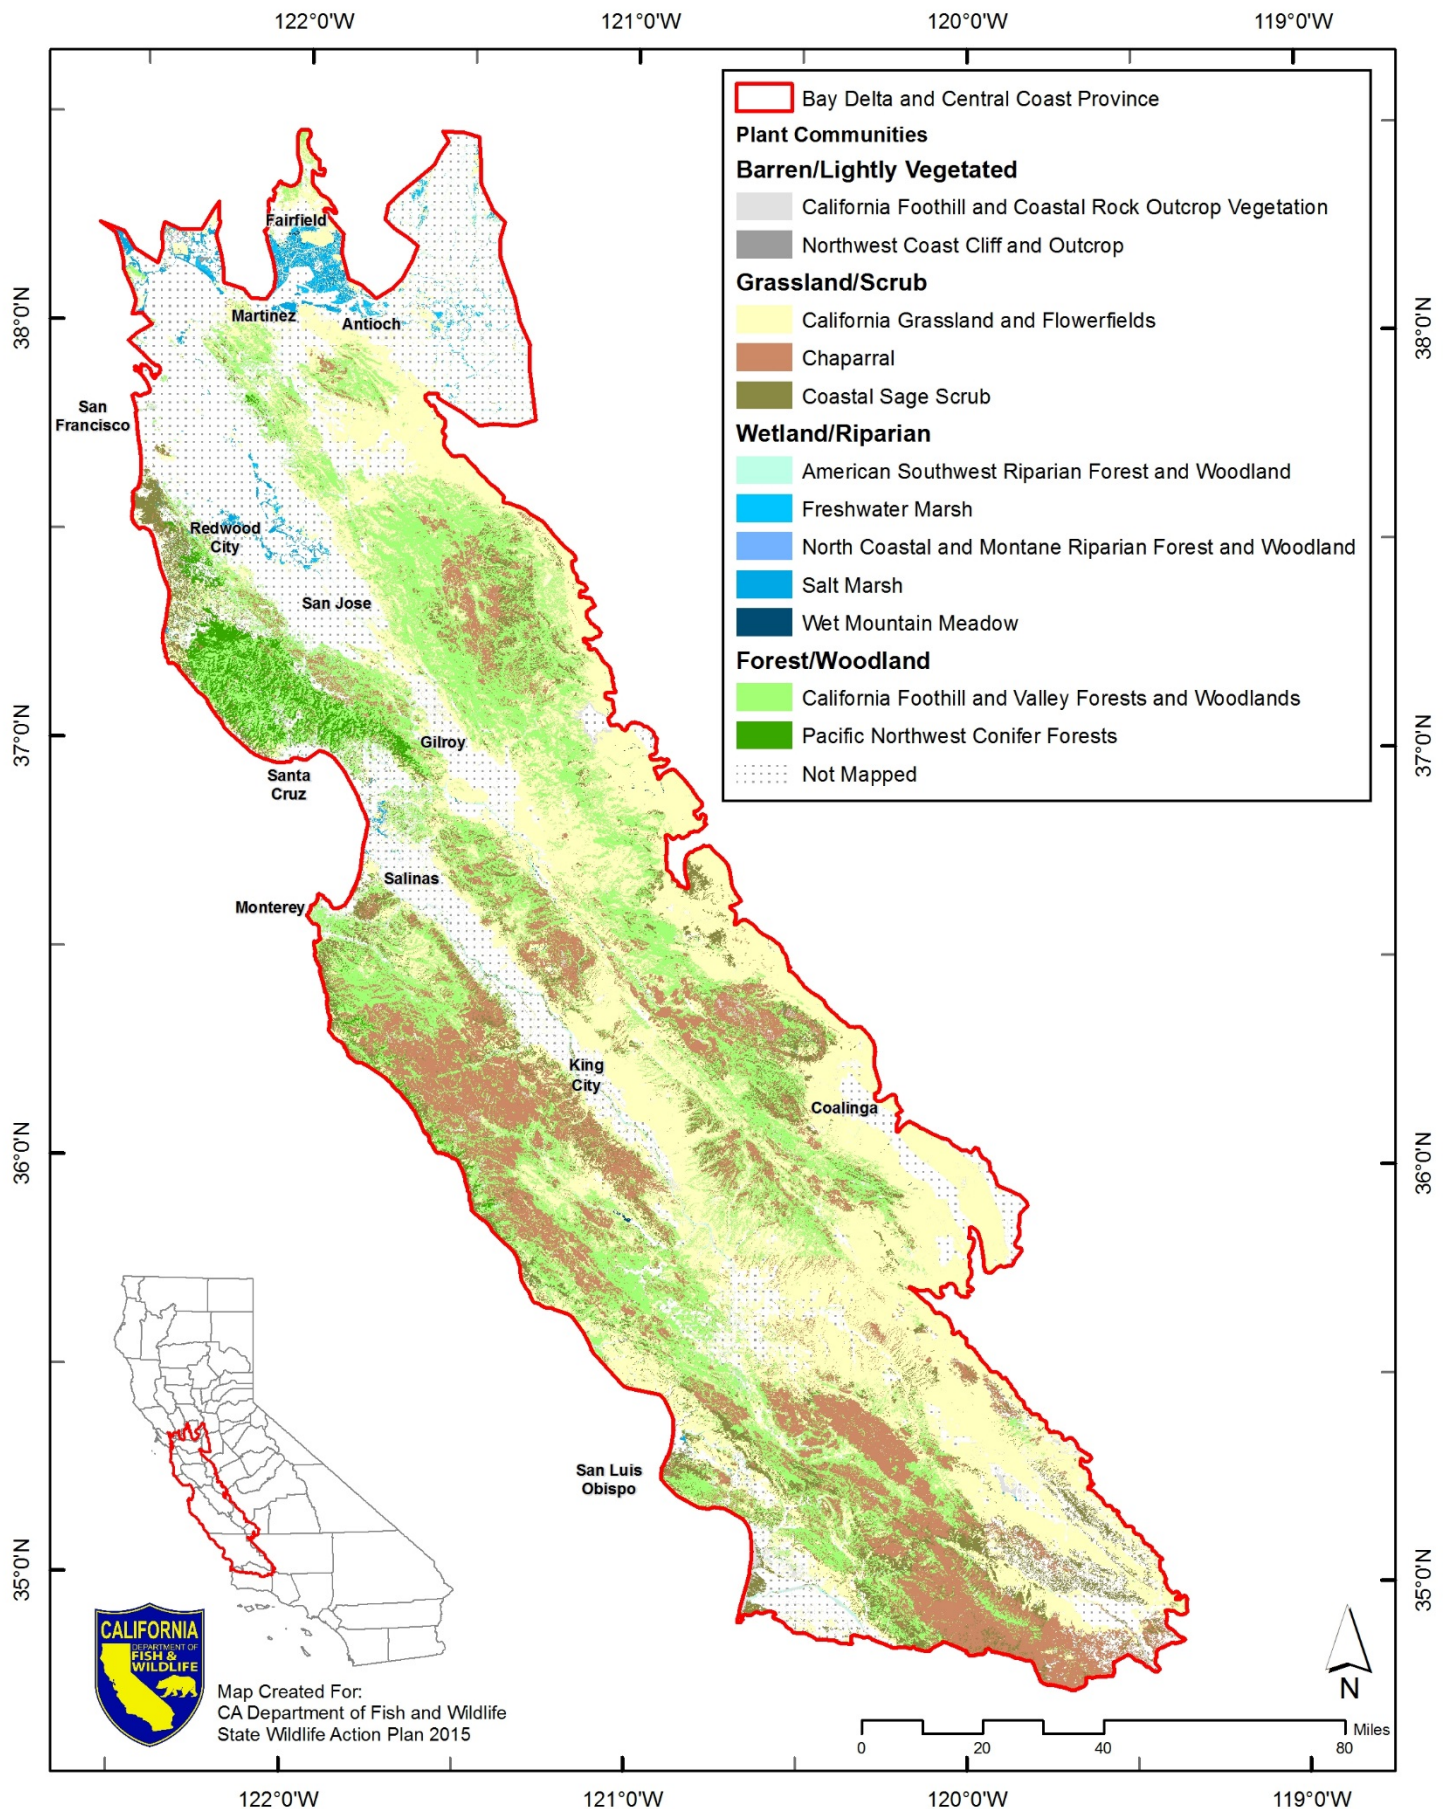 122°0'W 121°0'W 120°0'W 119°0'W
Bay Delta and Central Coast Province
Plant Communities
Barren/Lightly Vegetated
California Foothill and Coastal Rock Outcrop Vegetation
Northwest Coast Cliff and Outcrop
Grassland/Scrub
California Grassland and Flowerfields
Chaparral
Coastal Sage Scrub
Wetland/Riparian
American Southwest Riparian Forest and Woodland
Freshwater Marsh
North Coastal and Montane Riparian Forest and Woodland
Salt Marsh
Wet Mountain Meadow
Forest/Woodland
California Foothill and Valley Forests and Woodlands
Pacific Northwest Conifer Forests
Not Mapped
Fairfield
38°0'N
Martinez
Antioch
38°0'N
San
Francisco
Redwood
City
San Jose
37°0'N
Gilroy
37°0'N
Santa
Cruz
Salinas
Monterey
King
City
Coalinga
36°0'N
36°0'N
San Luis
Obispo
35°0'N
35°0'N
CALIFORNIA
DEPARTMENT OF
FISH &
WILDLIFE
Map Created For:
CA Department of Fish and Wildlife
State Wildlife Action Plan 2015
N
Miles
0 20 40 80
122°0'W 121°0'W 120°0'W 119°0'W